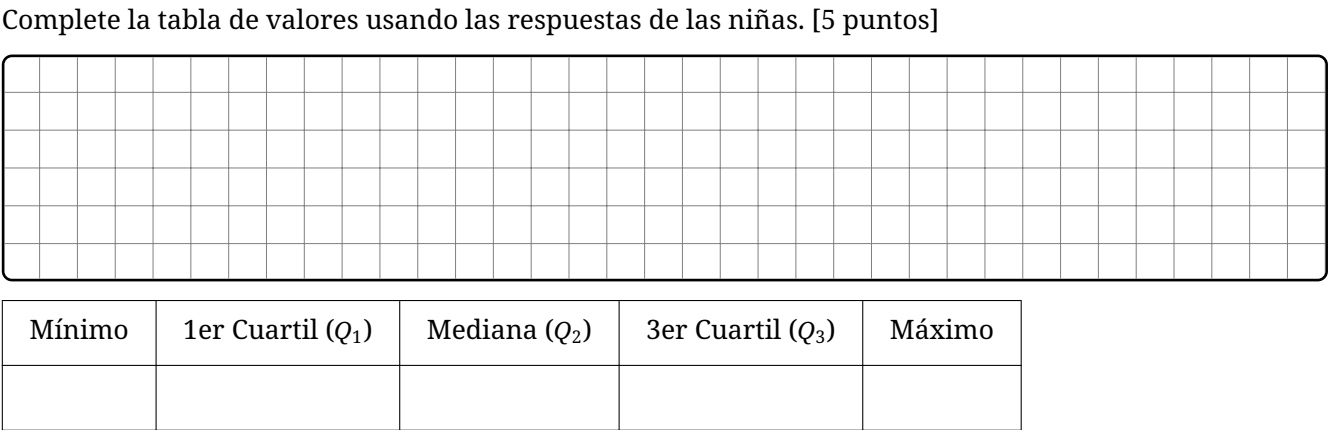 Complete la tabla de valores usando las respuestas de las niñas. [5 puntos]
Mínimo 1er Cuartil (Q₁) Mediana (Q₂) 3er Cuartil (Q₃) Máximo